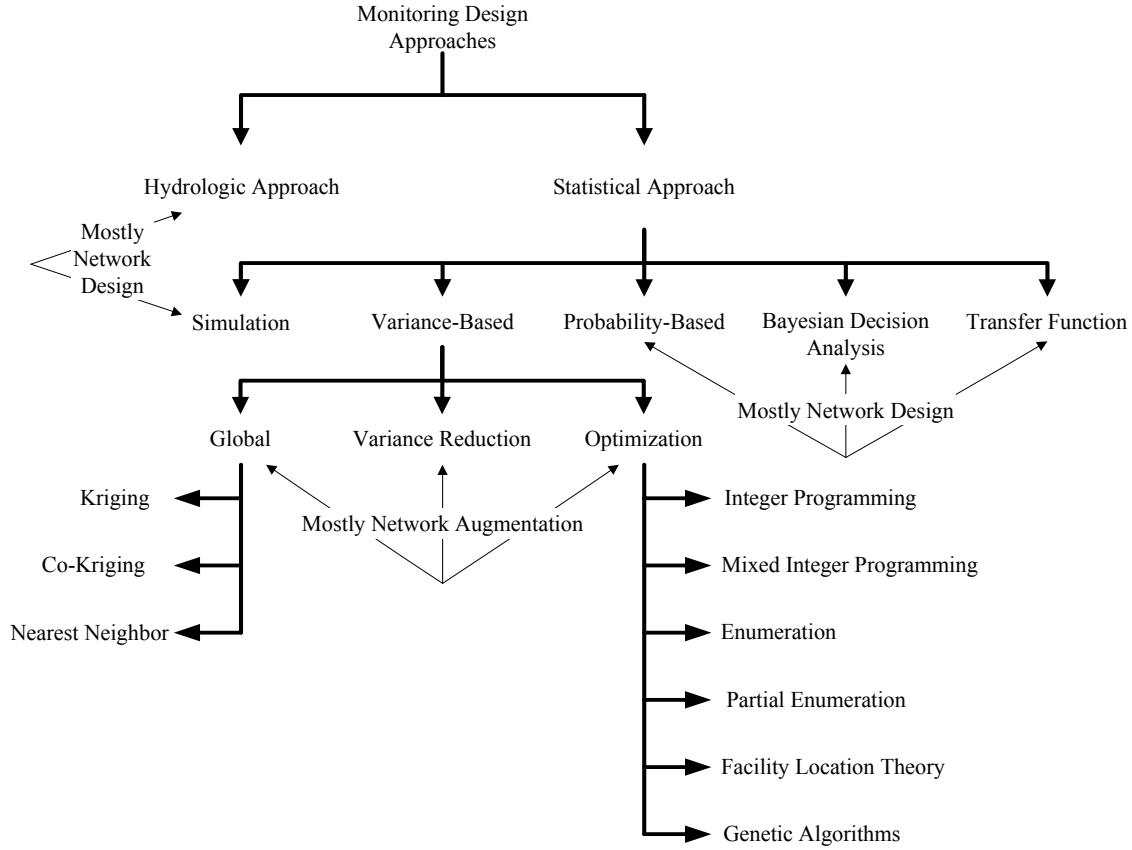 Monitoring Design
Approaches
Hydrologic Approach
Statistical Approach
Mostly
Network
Design
Simulation
Variance-Based
Probability-Based
Bayesian Decision
Analysis
Transfer Function
Mostly Network Design
Global
Variance Reduction
Optimization
Kriging
Mostly Network Augmentation
Integer Programming
Co-Kriging
Mixed Integer Programming
Nearest Neighbor
Enumeration
Partial Enumeration
Facility Location Theory
Genetic Algorithms